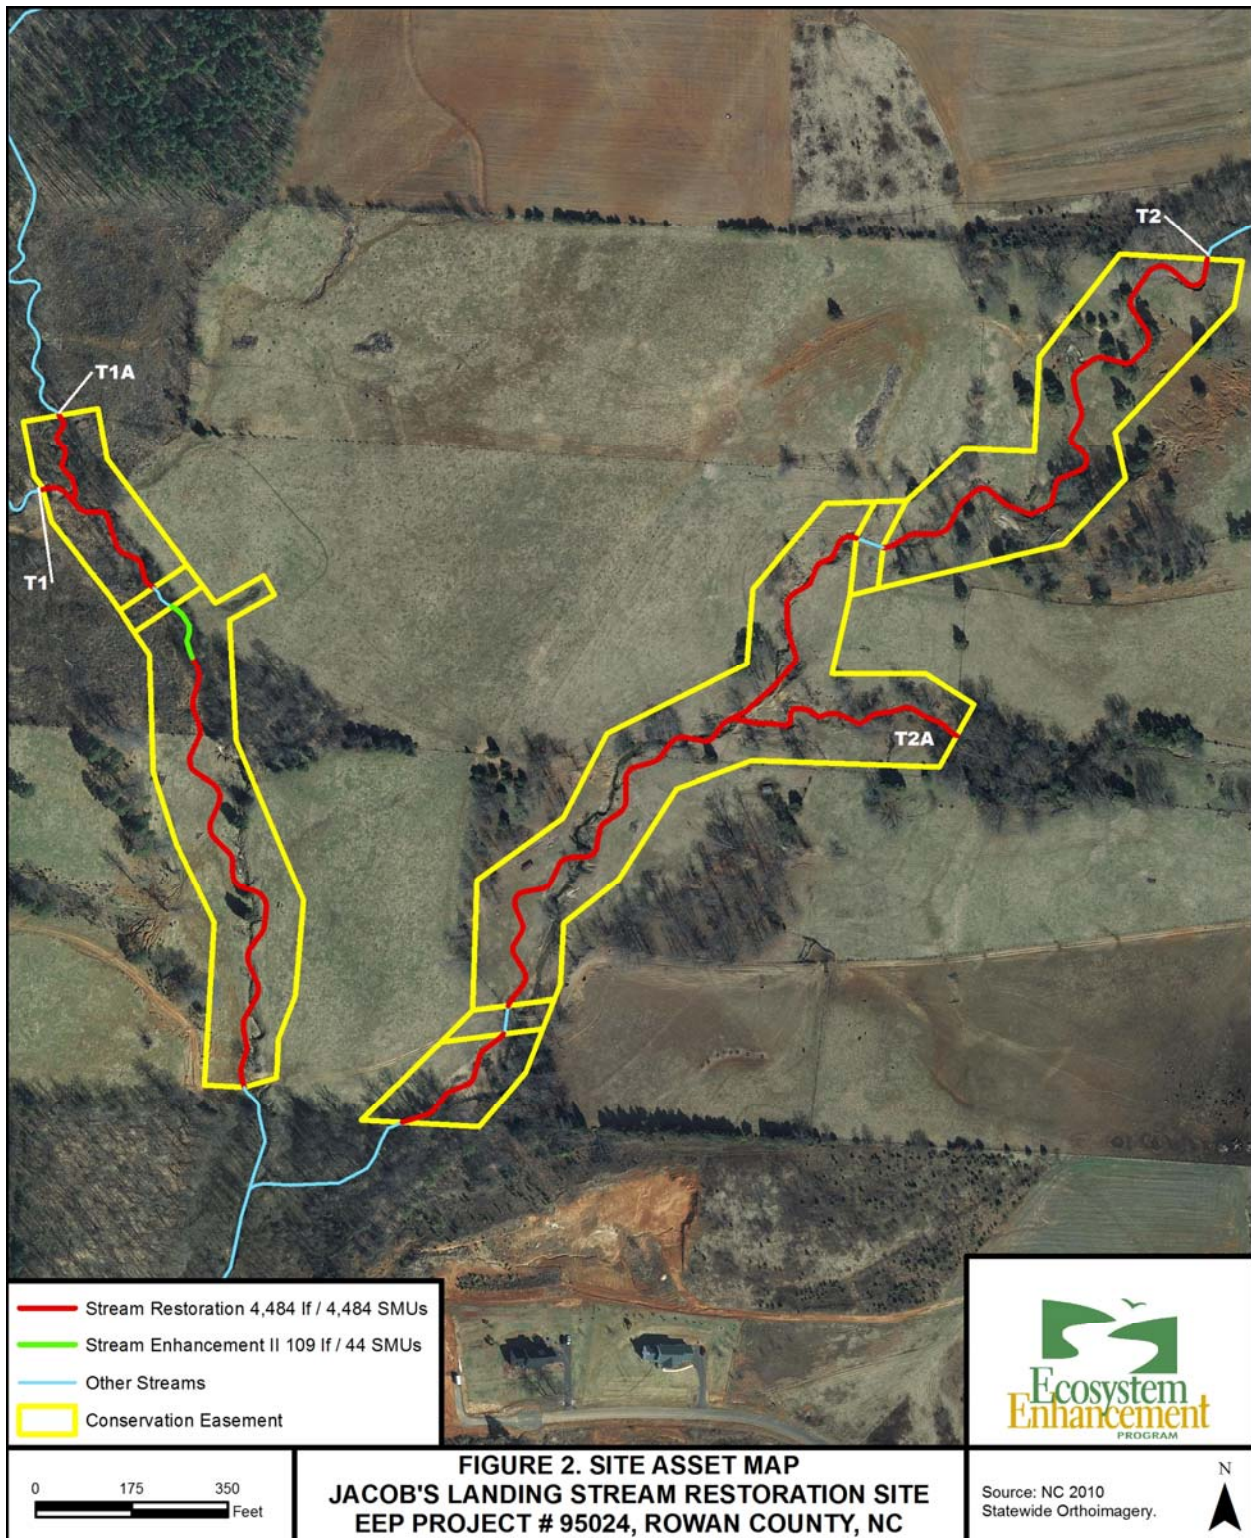 T2
T1A
T1
T2A
Stream Restoration 4,484 lf / 4,484 SMUs
Stream Enhancement II 109 lf / 44 SMUs
Other Streams
Conservation Easement
Ecosystem
Enhancement
PROGRAM
0 175 350
Feet
FIGURE 2. SITE ASSET MAP
JACOB'S LANDING STREAM RESTORATION SITE
EEP PROJECT # 95024, ROWAN COUNTY, NC
Source: NC 2010
Statewide Orthoimagery.
N